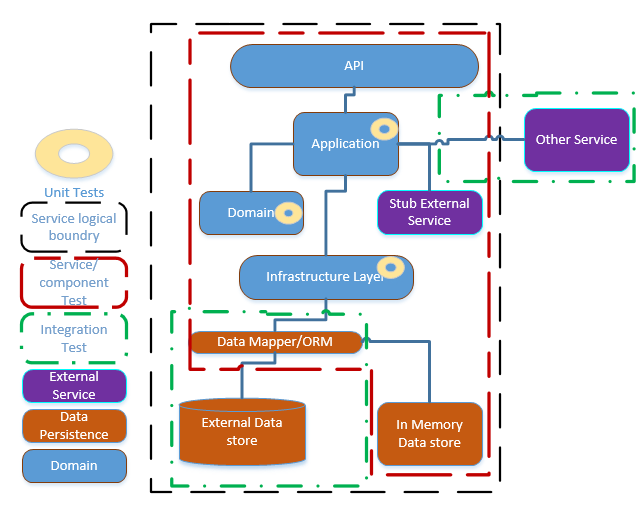 API
Application
Other Service
Unit Tests
Domain
Stub External
Service
Service logical
boundry
Service/
component
Test
Infrastructure Layer
Integration
Test
Data Mapper/ORM
External
Service
Data
Persistence
External Data
store
In Memory
Data store
Domain